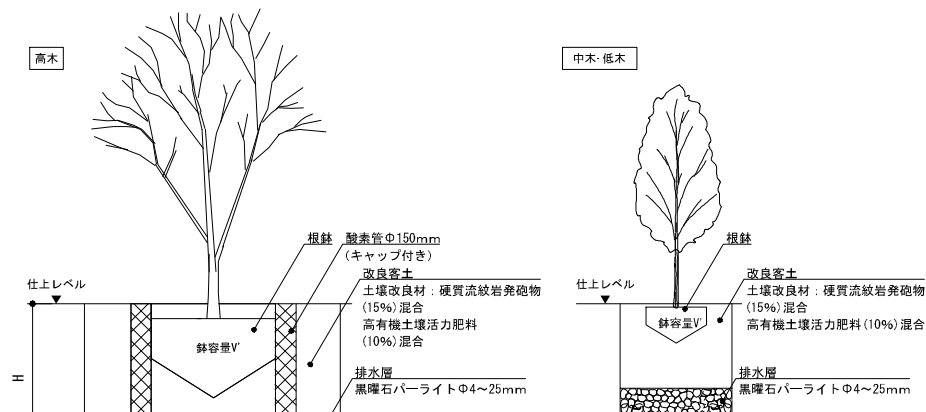 高木
根鉢
酸素管Φ150mm
(キャップ付き)
改良客土
土壌改良材：硬質流紋岩発砲物
(15%)混合
高有機土壌活力肥料
(10%)混合
仕上レベル
鉢容量V'
H
排水層
黒曜石パーライトΦ4～25mm
中木・低木
根鉢
改良客土
土壌改良材：硬質流紋岩発砲物
(15%)混合
高有機土壌活力肥料(10%)混合
仕上レベル
鉢容量V'
排水層
黒曜石パーライトΦ4～25mm